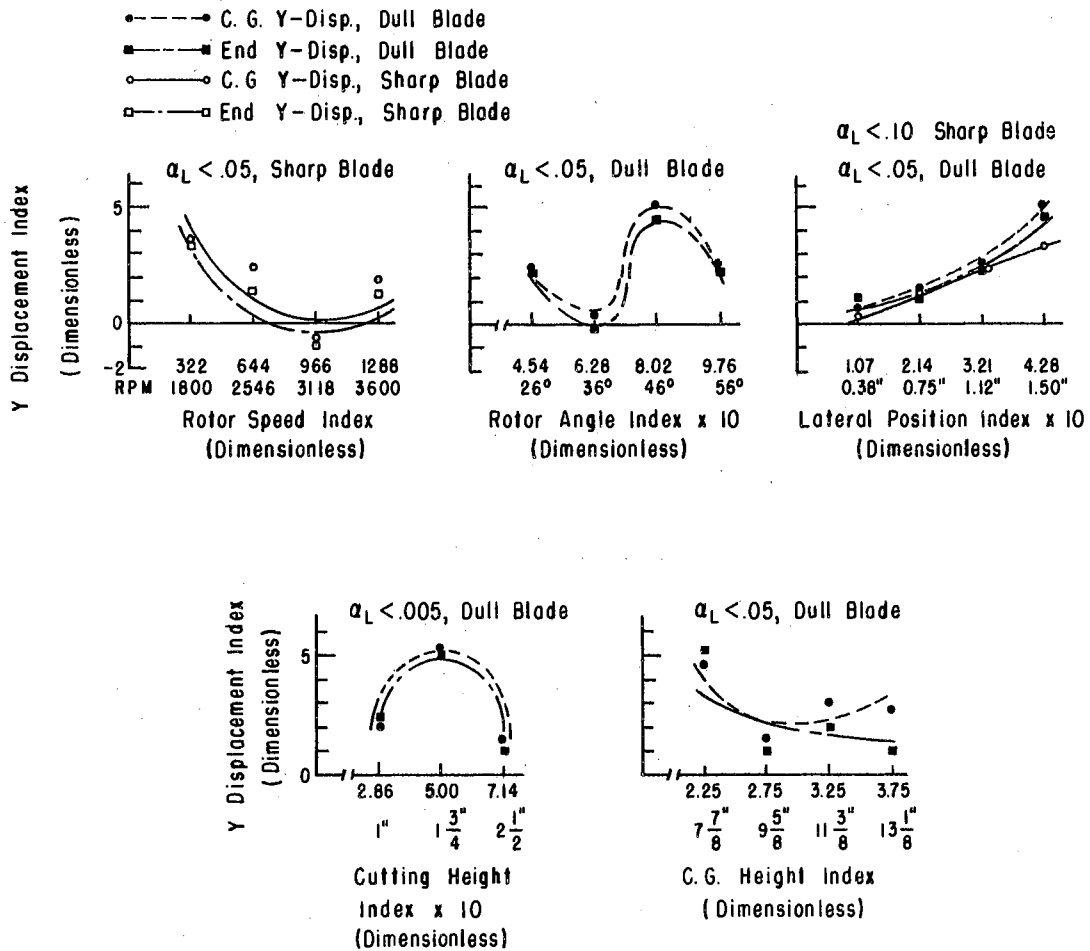 C. G. Y-Disp., Dull Blade
End Y-Disp., Dull Blade
C.G Y-Disp., Sharp Blade
End Y-Disp., Sharp Blade
Y Displacement Index
(Dimensionless)
αL <.05, Sharp Blade
5
0
-2
322 644 966 1288
RPM 1800 2546 3118 3600
Rotor Speed Index
(Dimensionless)
αL <.05, Dull Blade
4.54 6.28 8.02 9.76
26° 36° 46° 56°
Rotor Angle Index x 10
(Dimensionless)
αL <.10 Sharp Blade
αL <.05, Dull Blade
1.07 2.14 3.21 4.28
0.38" 0.75" 1.12" 1.50"
Lateral Position Index x 10
(Dimensionless)
Y Displacement Index
(Dimensionless)
αL <.005, Dull Blade
5
0
2.86 5.00 7.14
1" 1 3/4" 2 1/2"
Cutting Height
Index x 10
(Dimensionless)
αL <.05, Dull Blade
2.25 2.75 3.25 3.75
7 7/8" 9 5/8" 11 3/8" 13 1/8"
C. G. Height Index
(Dimensionless)